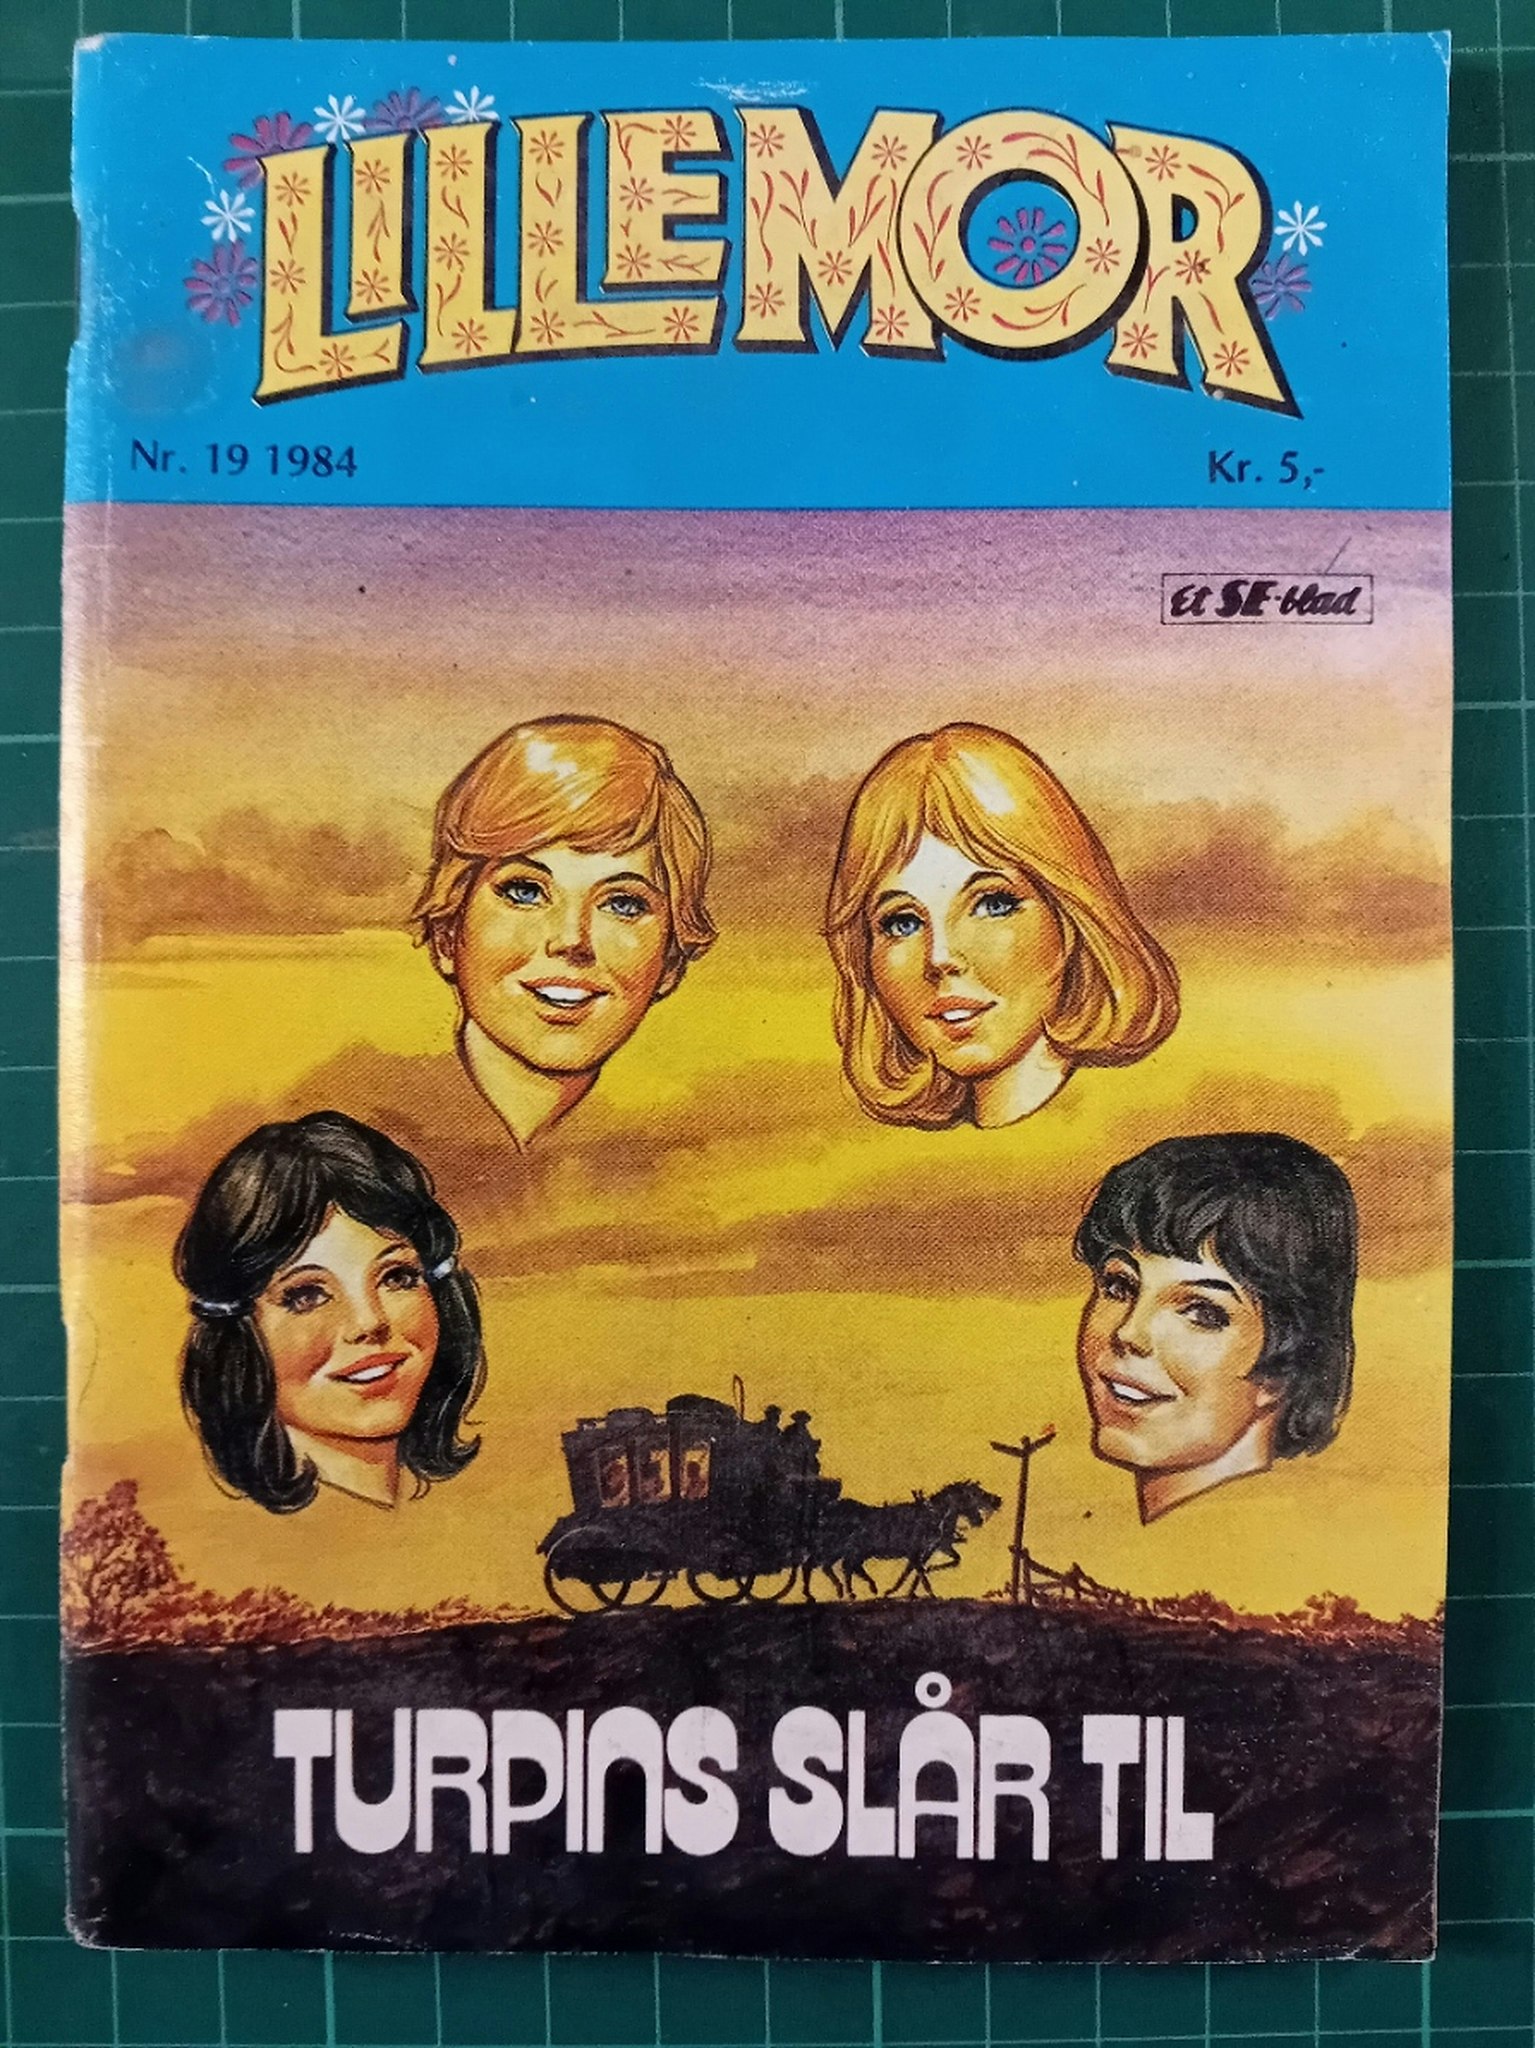 LILLEMOR
Nr. 19 1984
Kr. 5,-
Et SE-blad
TURPINS SLÅR TIL